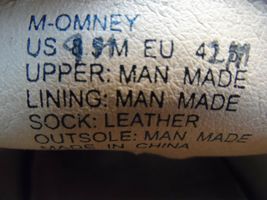 M-OMNEY
US M EU
UPPER: MAN MADE
LINING: MAN MADE
SOCK: LEATHER
OUTSOLE: MAN MADE
MADE IN CHINA